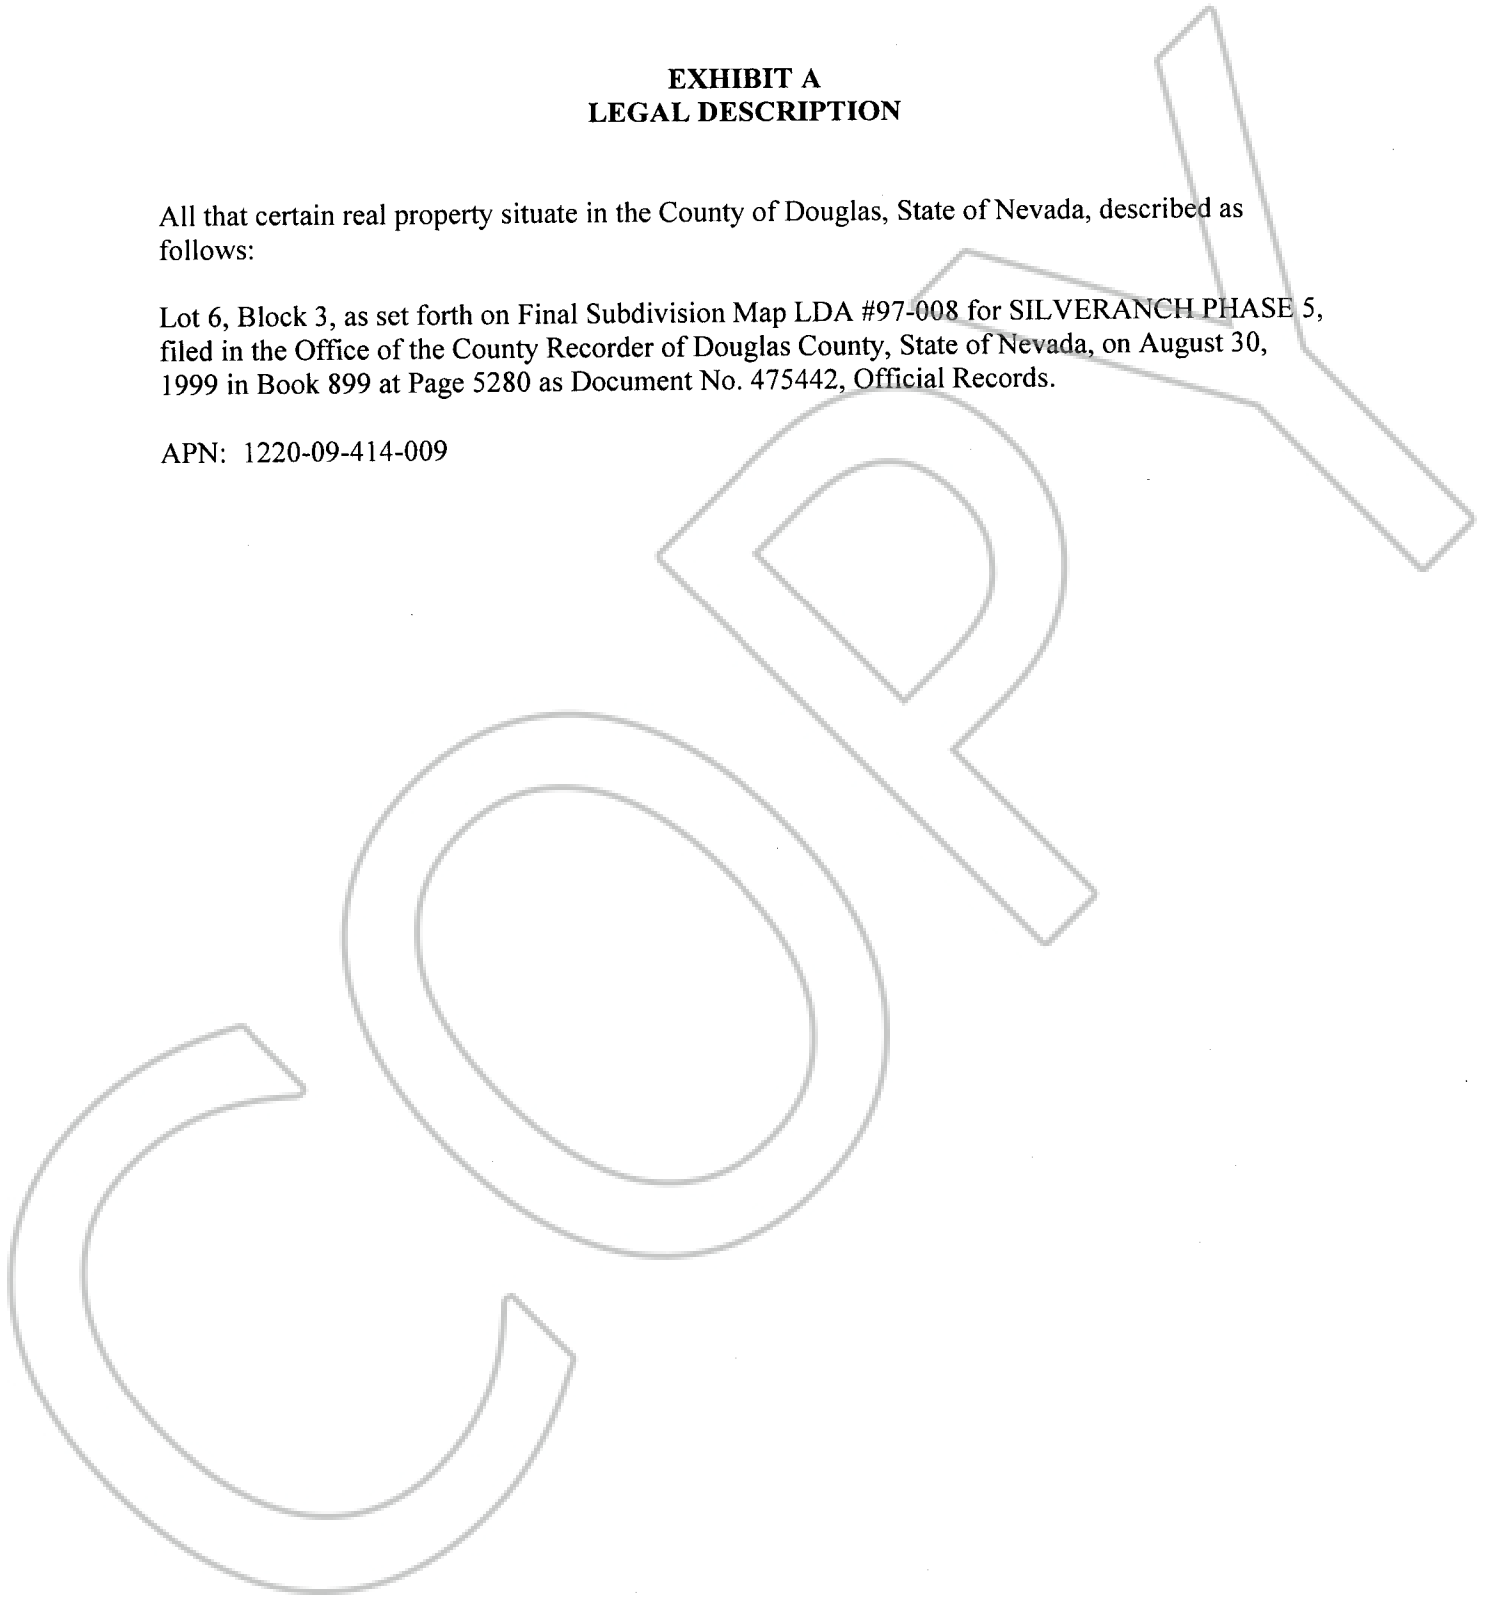 EXHIBIT A
LEGAL DESCRIPTION
All that certain real property situate in the County of Douglas, State of Nevada, described as
follows:
Lot 6, Block 3, as set forth on Final Subdivision Map LDA #97-008 for SILVERANCH PHASE 5,
filed in the Office of the County Recorder of Douglas County, State of Nevada, on August 30,
1999 in Book 899 at Page 5280 as Document No. 475442, Official Records.
APN: 1220-09-414-009
COPY